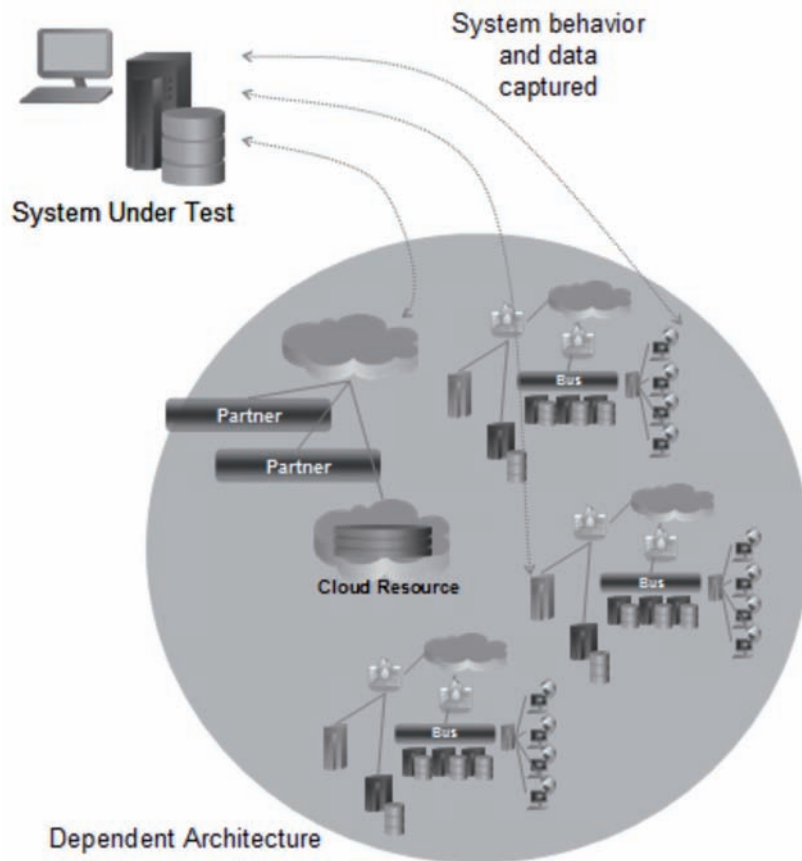 System behavior
and data
captured
System Under Test
Bus
Partner
Partner
Cloud Resource
Bus
Bus
Dependent Architecture